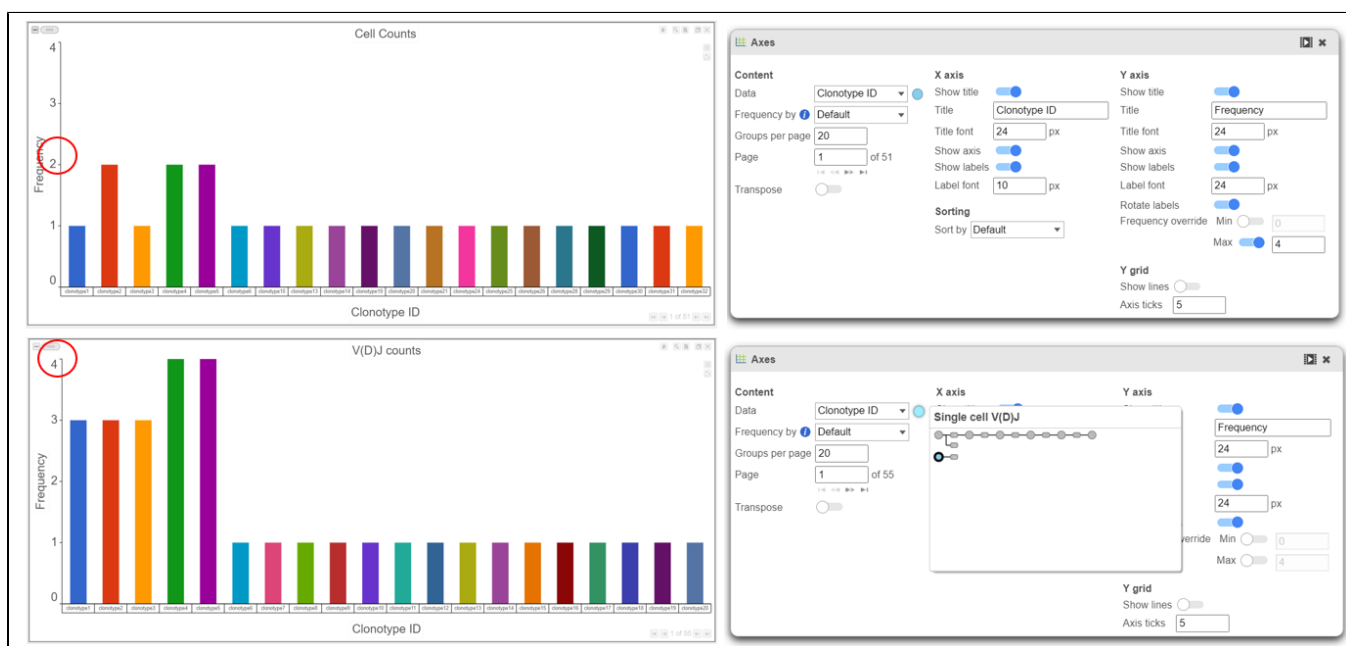 Cell Counts
4
3
2
1
0
Frequency
clonotype1 clonotype2 clonotype3 clonotype4 clonotype5 clonotype6 clonotype10 clonotype13 clonotype14 clonotype19 clonotype20 clonotype21 clonotype24 clonotype25 clonotype26 clonotype28 clonotype29 clonotype30 clonotype31 clonotype32
Clonotype ID
1 of 51
Axes
Content
Data Clonotype ID
Frequency by Default
Groups per page 20
Page 1 of 51
Transpose
X axis
Show title
Title Clonotype ID
Title font 24 px
Show axis
Show labels
Label font 10 px
Sorting
Sort by Default
Y axis
Show title
Title Frequency
Title font 24 px
Show axis
Show labels
Label font 24 px
Rotate labels
Frequency override Min 0
Max 4
Y grid
Show lines
Axis ticks 5
V(D)J counts
4
3
2
1
0
Frequency
clonotype1 clonotype2 clonotype3 clonotype4 clonotype5 clonotype6 clonotype7 clonotype8 clonotype9 clonotype10 clonotype11 clonotype12 clonotype13 clonotype14 clonotype15 clonotype16 clonotype17 clonotype18 clonotype19 clonotype20
Clonotype ID
1 of 55
Axes
Content
Data Clonotype ID
Frequency by Default
Groups per page 20
Page 1 of 55
Transpose
X axis
Single cell V(D)J
Y axis
Frequency
24 px
24 px
override Min 0
Max 4
Y grid
Show lines
Axis ticks 5